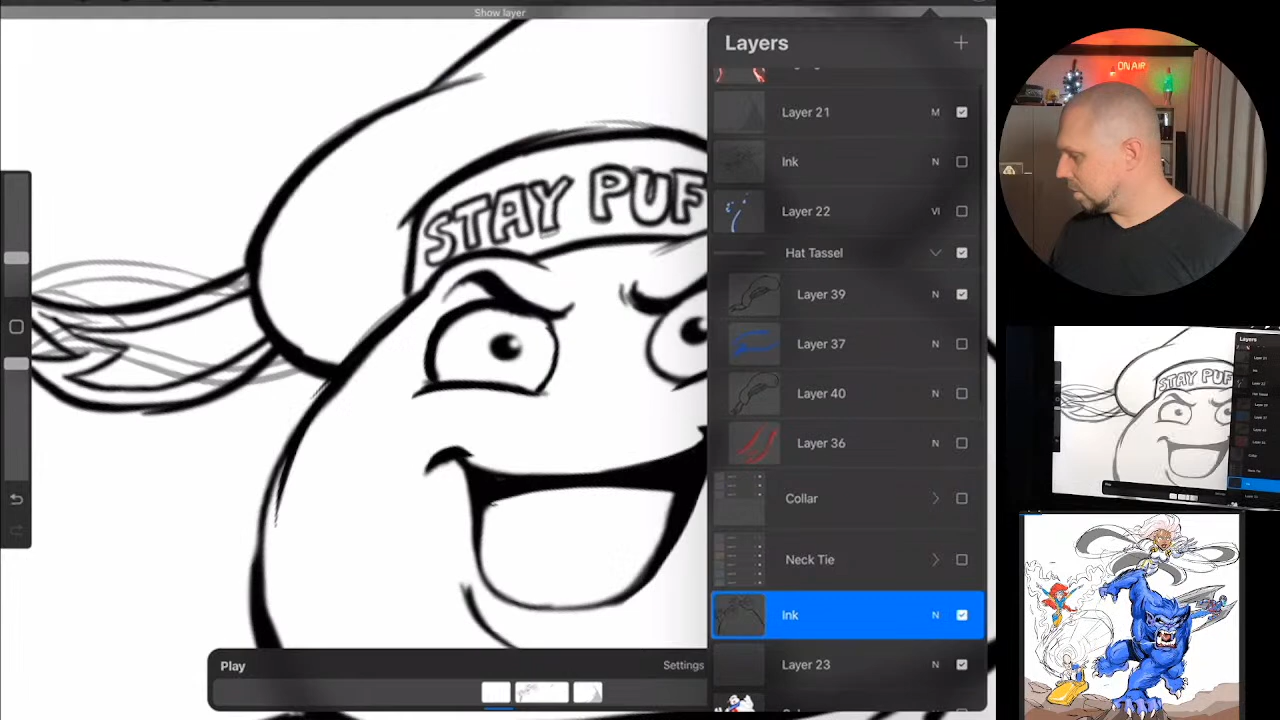 Show layer
Layers
Layer 21 M
Ink N
Layer 22 VI
Hat Tassel
Layer 39 N
Layer 37 N
Layer 40 N
Layer 36 N
Collar
Neck Tie
Ink N
Layer 23 N
STAY PUF
Play
Settings
ON AIR
Layers
STAY PUF